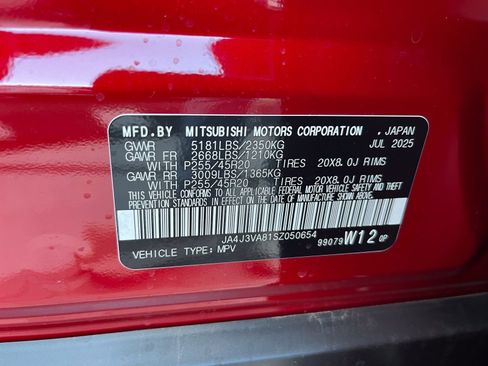 MFD.BY MITSUBISHI MOTORS CORPORATION , JAPAN
GVWR 5181LBS/2350KG JUL 2025
GAWR FR 2668LBS/1210KG
WITH P255/45R20 TIRES 20X8.0J RIMS
GAWR RR 3009LBS/1365KG
WITH P255/45R20 TIRES 20X8.0J RIMS
THIS VEHICLE CONFORMS TO ALL APPLICABLE FEDERAL MOTOR VEHICLE SAFETY AND
THEFT PREVENTION STANDARDS IN EFFECT ON THE DATE OF MANUFACTURE SHOWN ABOVE.
JA4J3VA81SZ050654
VEHICLE TYPE: MPV 99079W12 OP